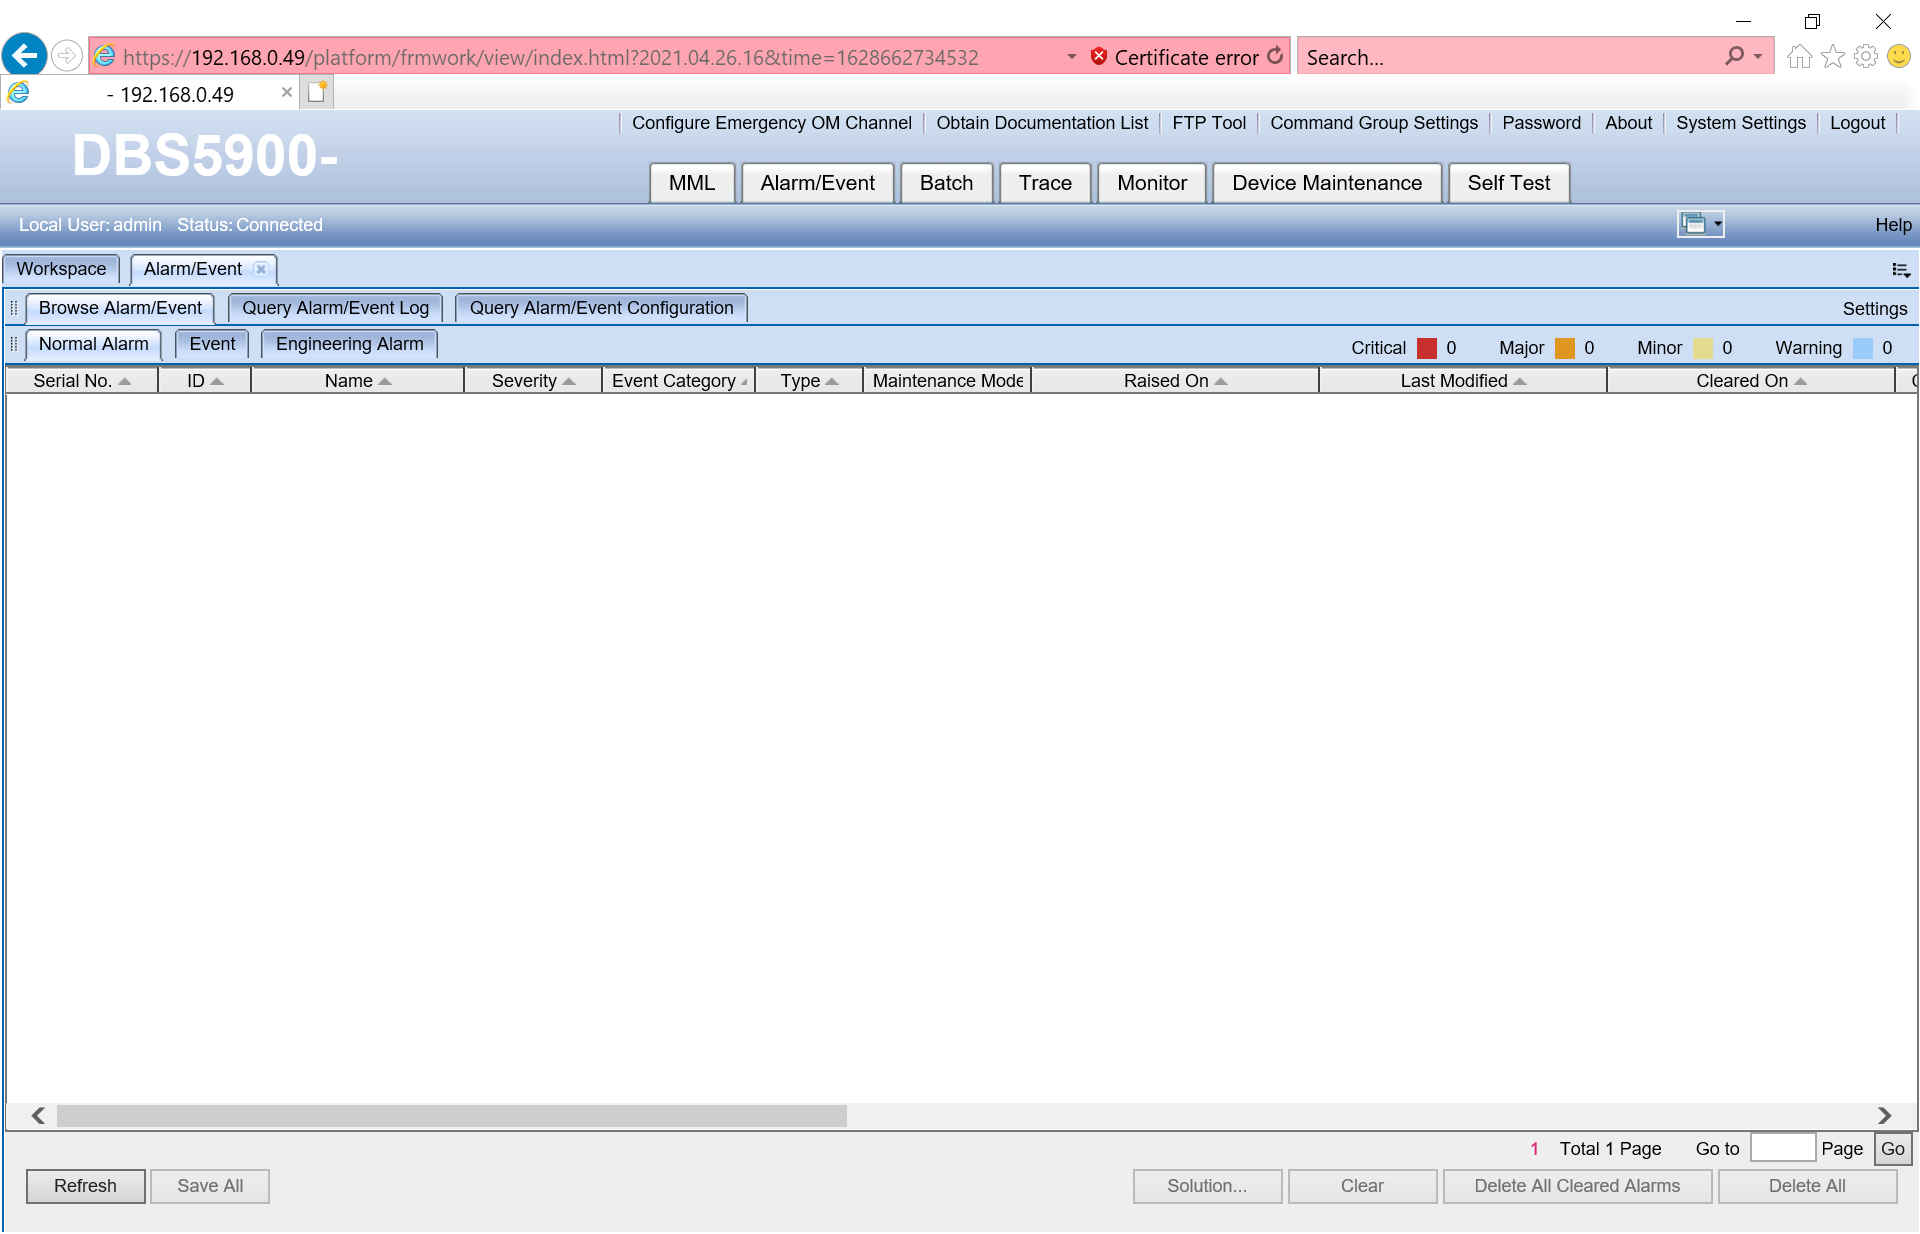 https://192.168.0.49/platform/frmwork/view/index.html?2021.04.26.16&time=1628662734532 Certificate error Search...
- 192.168.0.49
Configure Emergency OM Channel Obtain Documentation List FTP Tool Command Group Settings Password About System Settings Logout
DBS5900-
MML Alarm/Event Batch Trace Monitor Device Maintenance Self Test
Local User: admin Status: Connected Help
Workspace Alarm/Event
Browse Alarm/Event Query Alarm/Event Log Query Alarm/Event Configuration Settings
Normal Alarm Event Engineering Alarm Critical 0 Major 0 Minor 0 Warning 0
Serial No. ID Name Severity Event Category Type Maintenance Mode Raised On Last Modified Cleared On
1 Total 1 Page Go to Page Go
Refresh Save All Solution... Clear Delete All Cleared Alarms Delete All